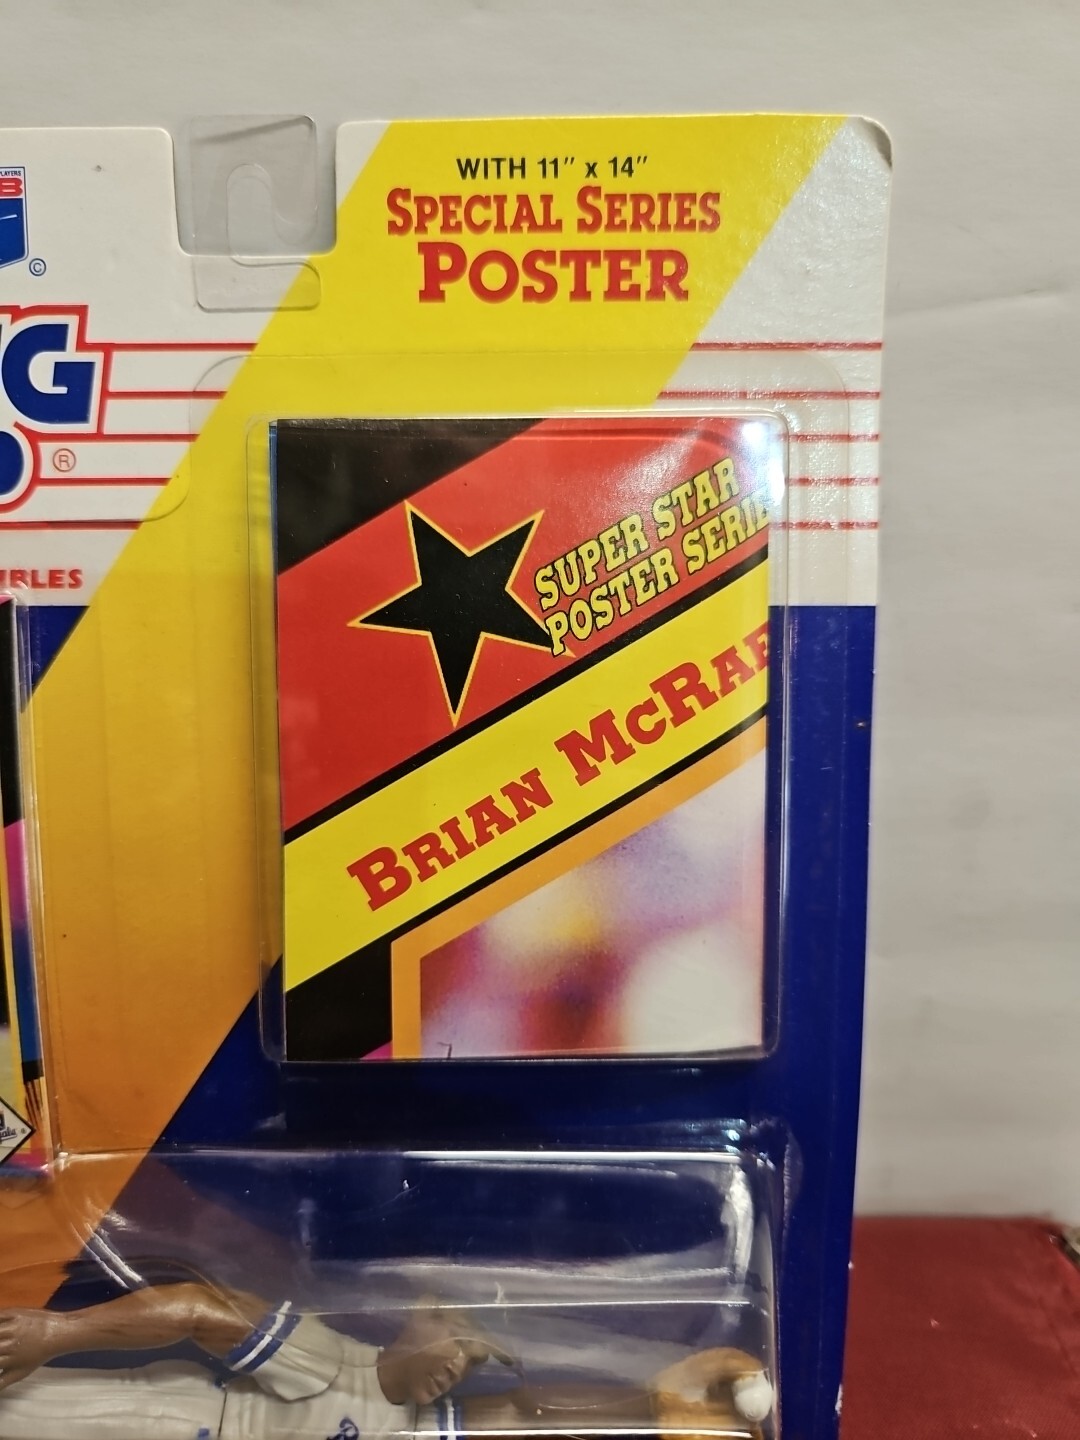 WITH 11" x 14"
SPECIAL SERIES
POSTER
©
®
SUPER STAR
POSTER SERIE
BRIAN MCRAE